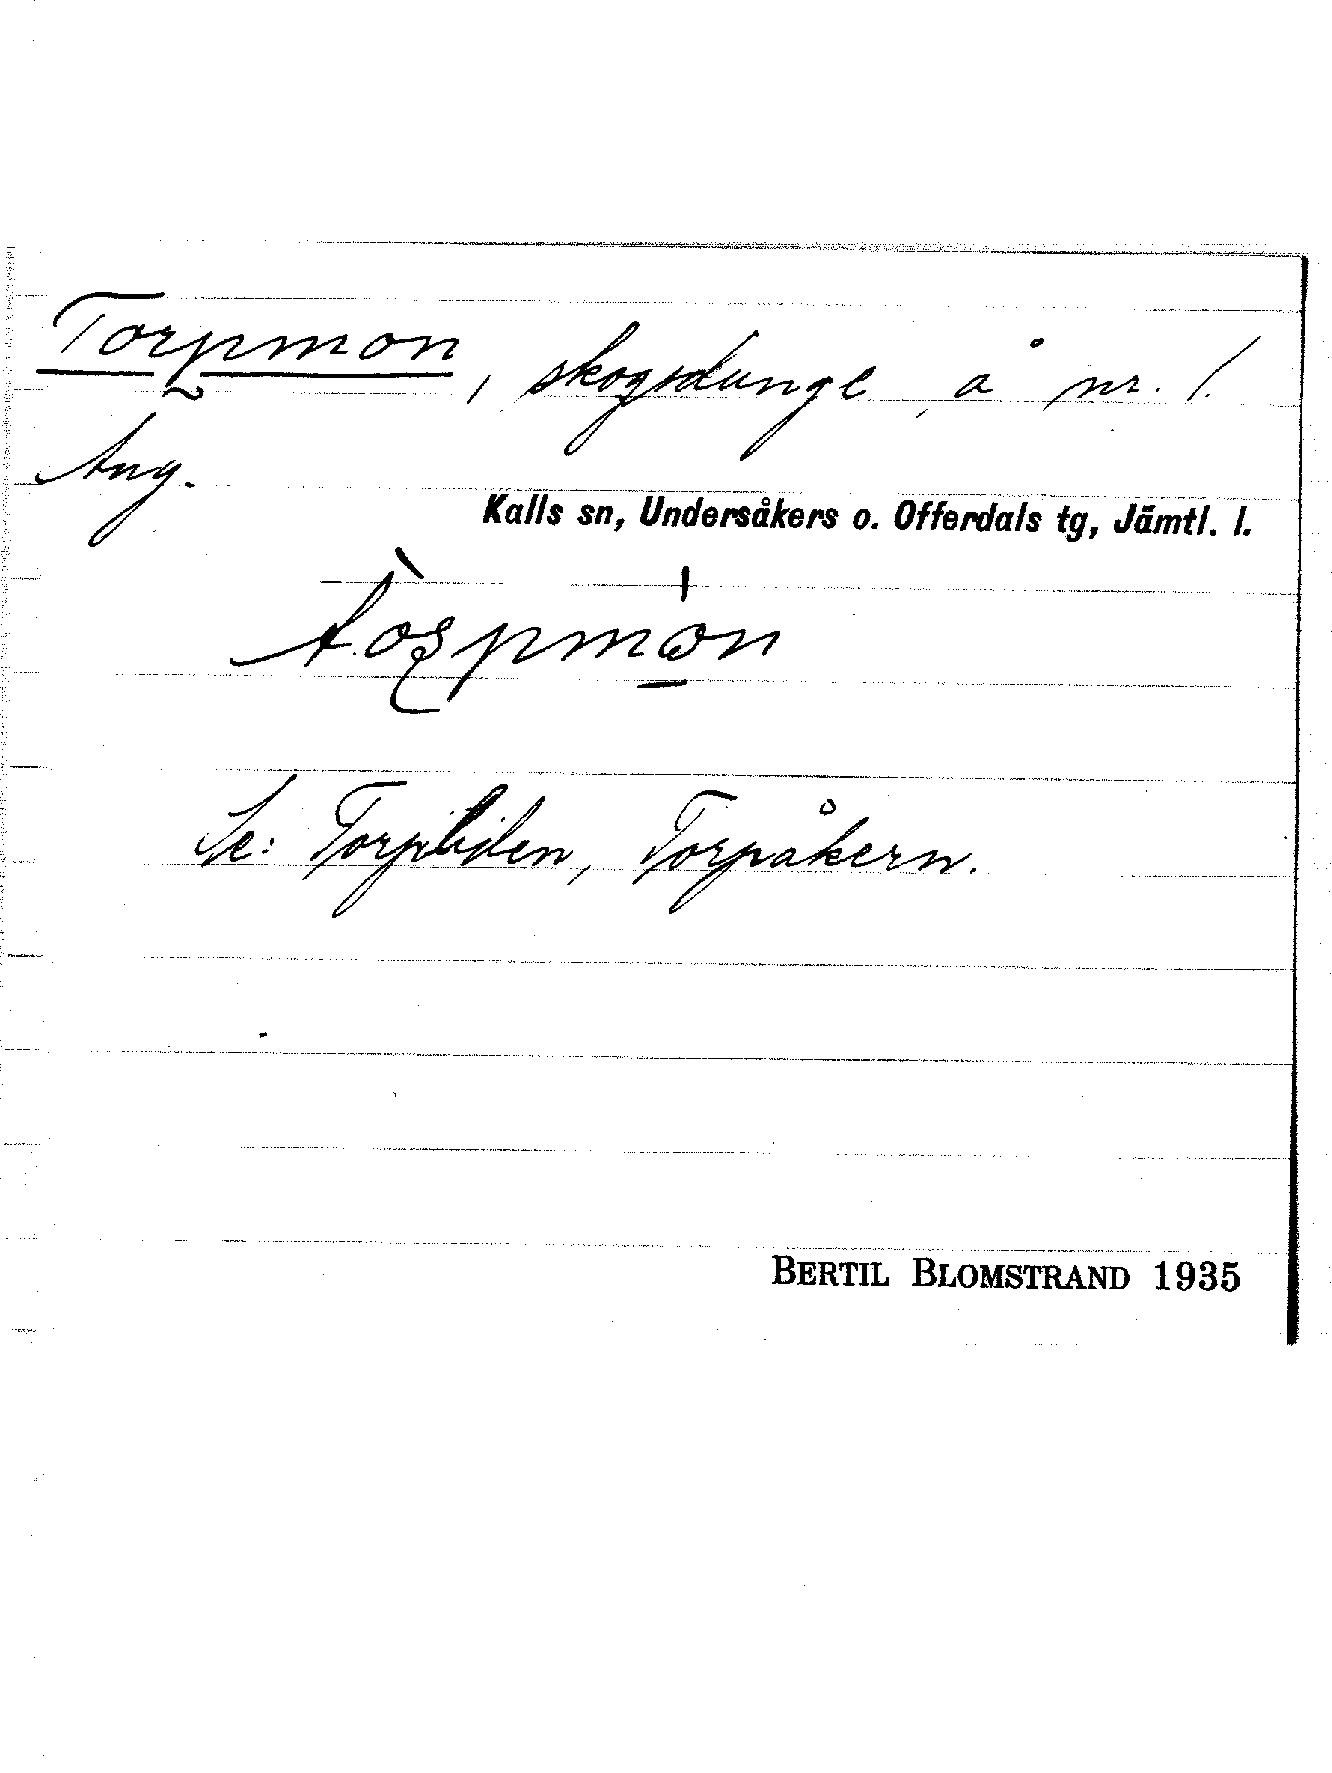 Torpmon, skogsdunge å nr. 1.
Ang.
Kalls sn, Undersåkers o. Offerdals tg, Jämtl. l.
Se: Torpliden, Torpåkern.
BERTIL BLOMSTRAND 1935